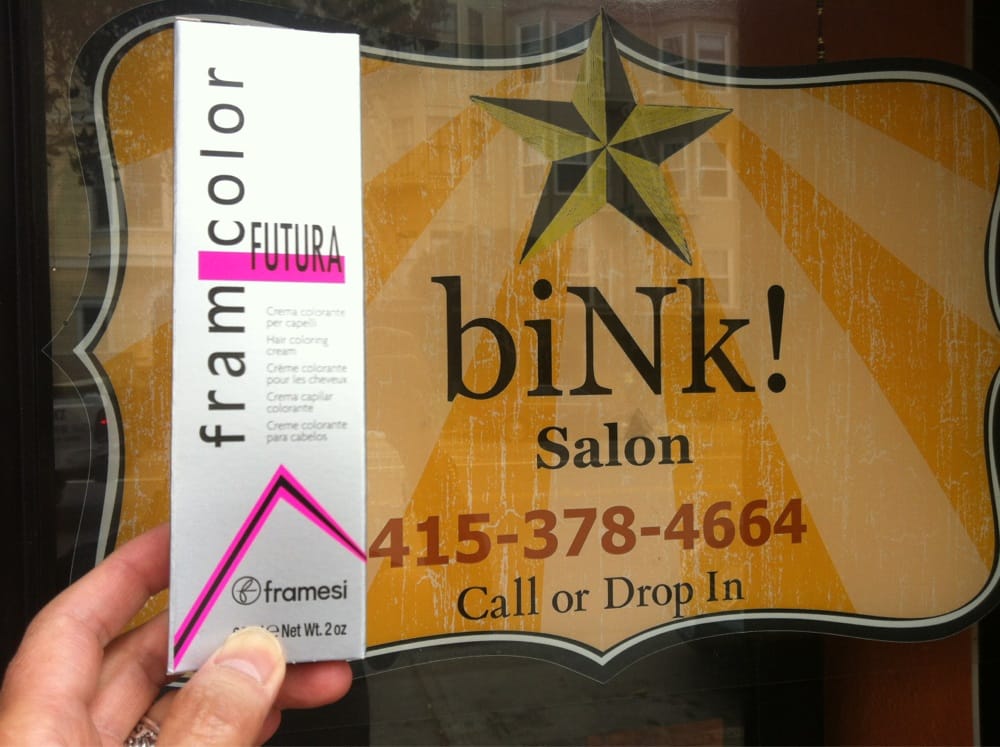 framcolor
FUTURA
Crema colorante
per capelli
Hair coloring
cream
Crème colorante
pour les cheveux
Crema capilar
colorante
Creme colorante
para cabelos
framesi
e Net Wt. 2 oz
biNk!
Salon
415-378-4664
Call or Drop In